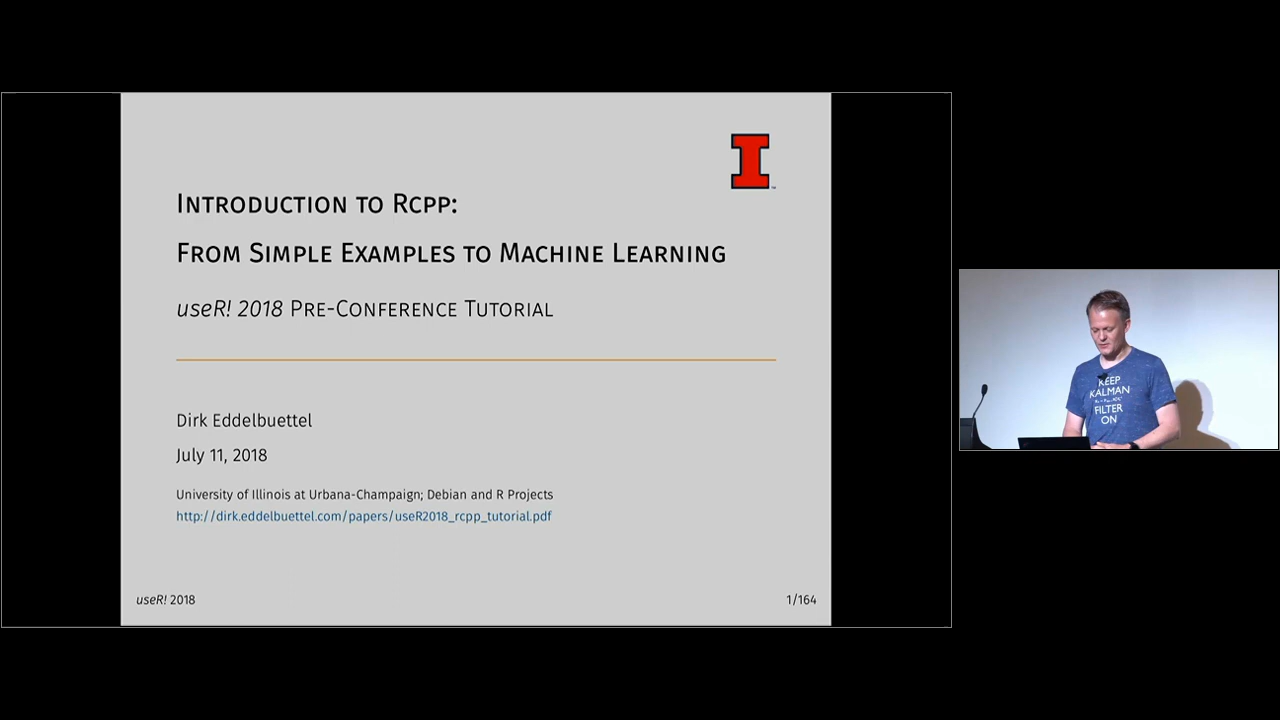 I
™
Introduction to Rcpp:
From Simple Examples to Machine Learning
useR! 2018 Pre-Conference Tutorial
Dirk Eddelbuettel
July 11, 2018
University of Illinois at Urbana-Champaign; Debian and R Projects
http://dirk.eddelbuettel.com/papers/useR2018_rcpp_tutorial.pdf
useR! 2018
1/164
KEEP
KALMAN
FILTER
ON